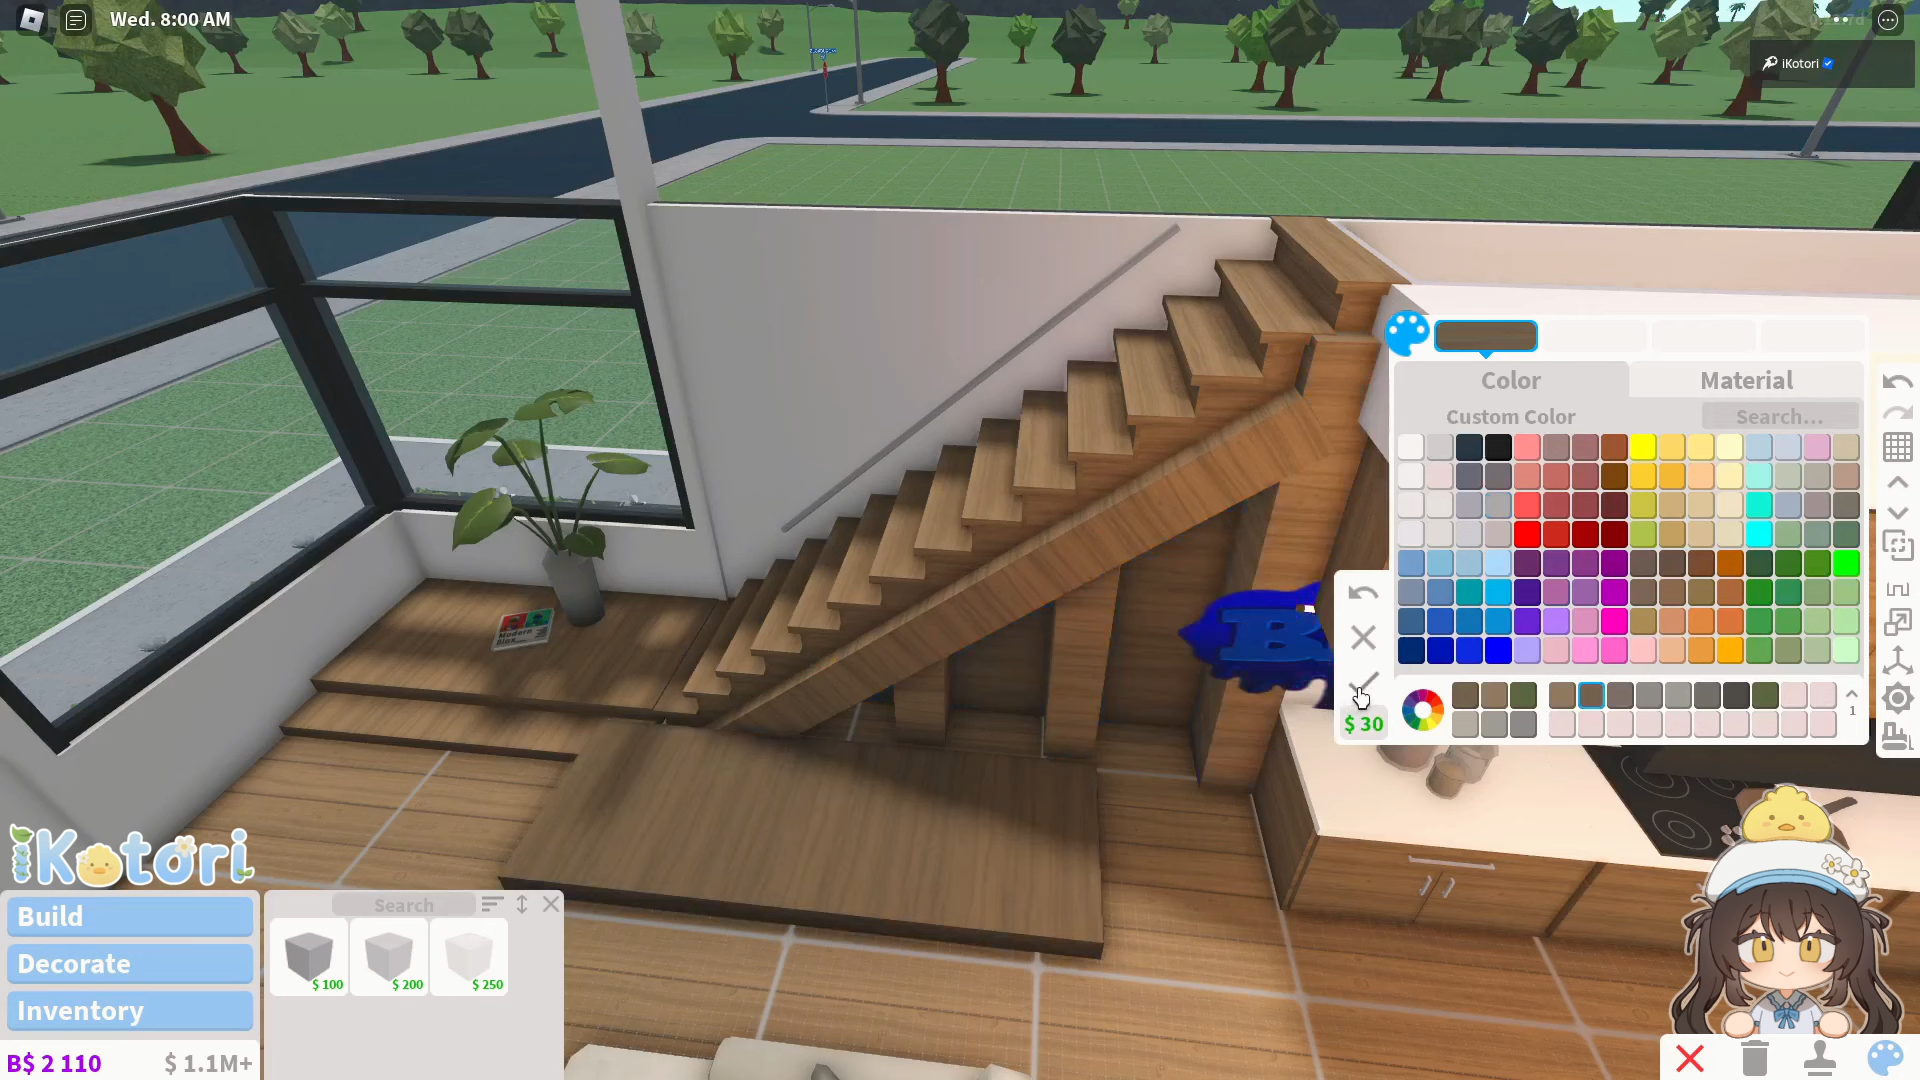 Wed. 8:00 AM
iKotori
Color
Material
Custom Color
Search...
Modern
B
$ 30
1
iKotori
Build
Decorate
Inventory
B$ 2 110
$ 1.1M+
Search
$ 100
$ 200
$ 250